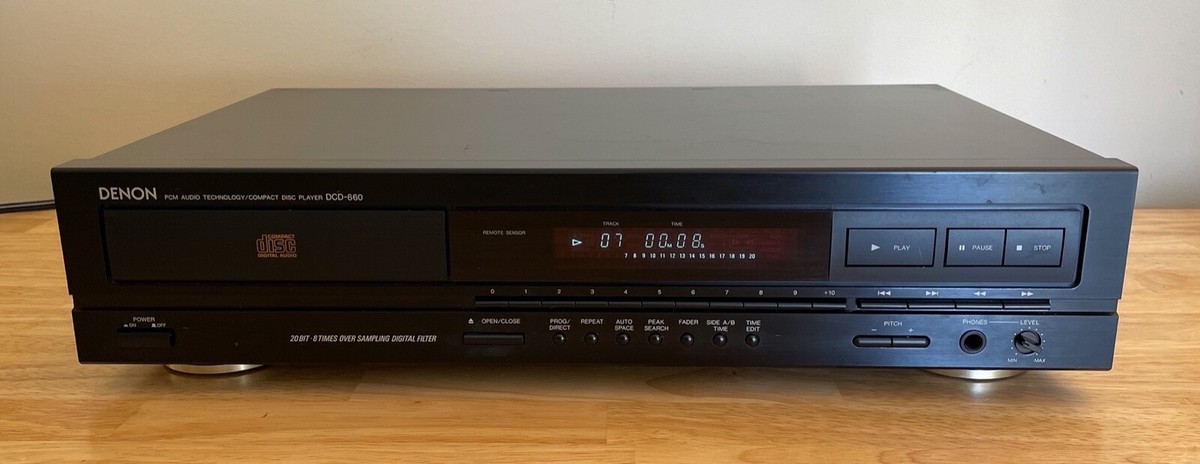 DENON PCM AUDIO TECHNOLOGY/COMPACT DISC PLAYER DCD-660
COMPACT
disc
DIGITAL AUDIO
REMOTE SENSOR
TRACK TIME
07 00M 08S
7 8 9 10 11 12 13 14 15 16 17 18 19 20
PLAY
PAUSE
STOP
0 1 2 3 4 5 6 7 8 9 +10
POWER
ON OFF
20 BIT · 8 TIMES OVER SAMPLING DIGITAL FILTER
OPEN/CLOSE
PROG/
DIRECT
REPEAT
AUTO
SPACE
PEAK
SEARCH
FADER
SIDE A/B
TIME
TIME
EDIT
PITCH
− +
PHONES
LEVEL
MIN MAX